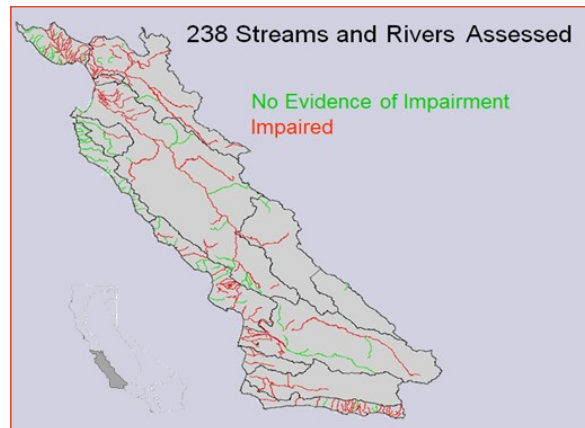 238 Streams and Rivers Assessed
No Evidence of Impairment
Impaired